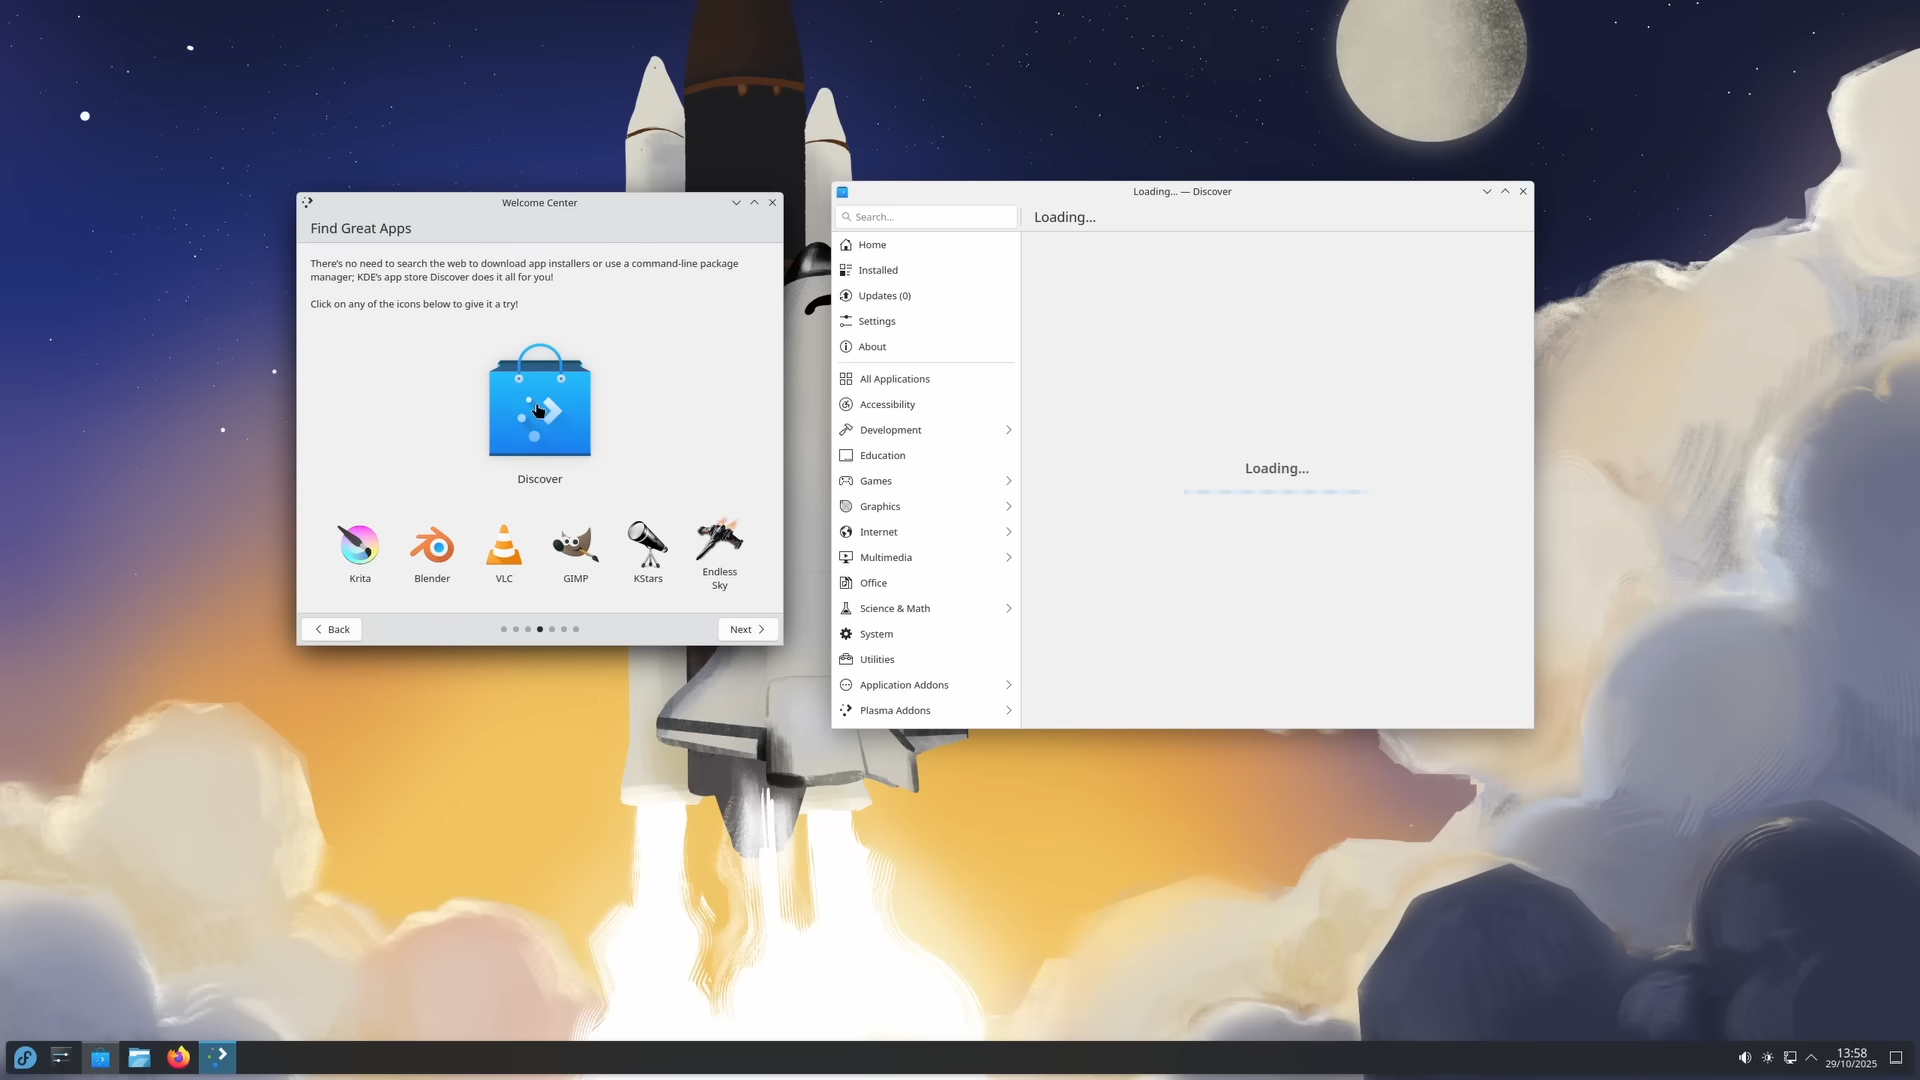 Welcome Center
Find Great Apps
There's no need to search the web to download app installers or use a command-line package
manager; KDE's app store Discover does it all for you!
Click on any of the icons below to give it a try!
Discover
Krita
Blender
VLC
GIMP
KStars
Endless
Sky
Back
Next
Loading... — Discover
Search...
Loading...
Home
Installed
Updates (0)
Settings
About
All Applications
Accessibility
Development
Education
Games
Graphics
Internet
Multimedia
Office
Science & Math
System
Utilities
Application Addons
Plasma Addons
Loading...
13:58
29/10/2025